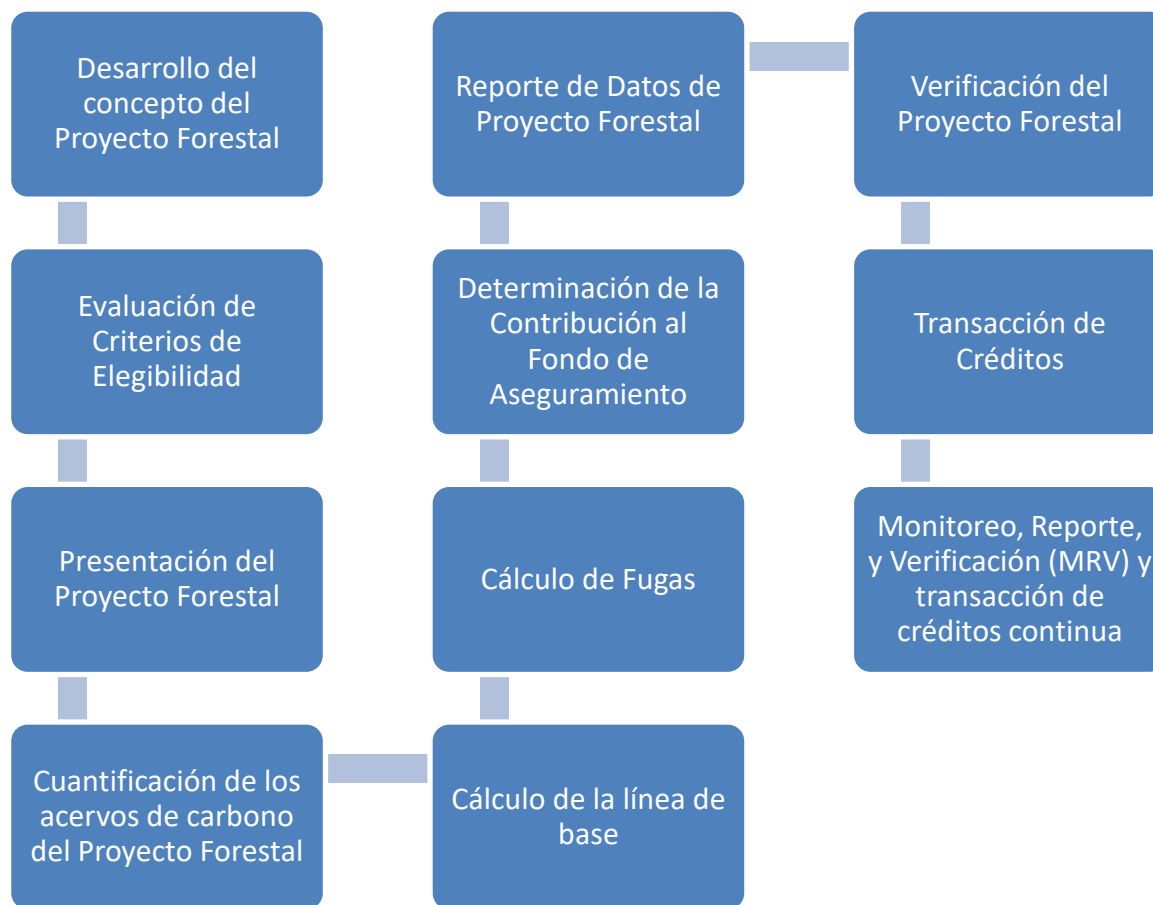 Desarrollo del
concepto del
Proyecto Forestal
Evaluación de
Criterios de
Elegibilidad
Presentación del
Proyecto Forestal
Cuantificación de los
acervos de carbono
del Proyecto Forestal
Cálculo de la línea de
base
Cálculo de Fugas
Determinación de la
Contribución al
Fondo de
Aseguramiento
Reporte de Datos de
Proyecto Forestal
Verificación del
Proyecto Forestal
Transacción de
Créditos
Monitoreo, Reporte,
y Verificación (MRV) y
transacción de
créditos continua